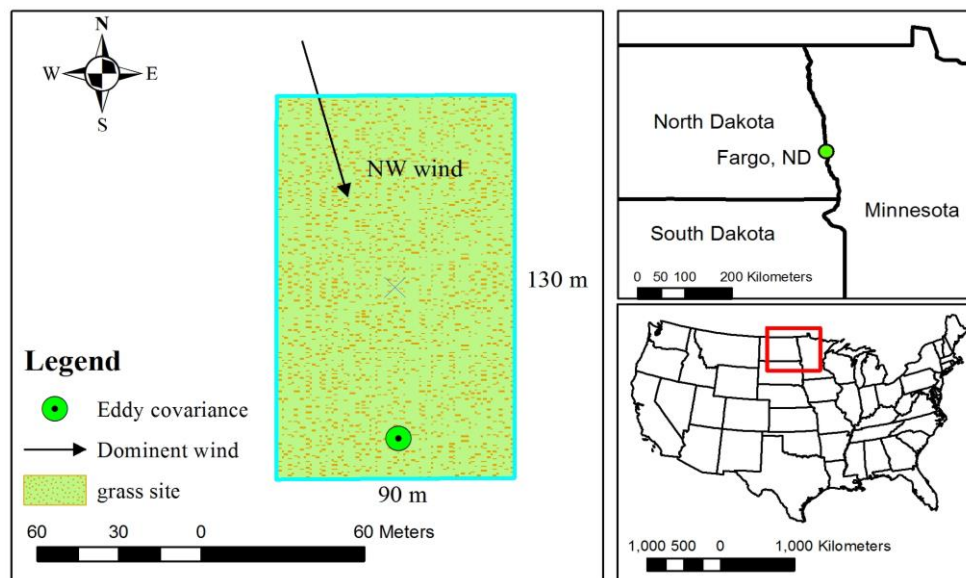 N
W E
S
NW wind
130 m
Legend
Eddy covariance
Dominent wind
grass site
90 m
60 30 0 60 Meters
North Dakota
Fargo, ND
Minnesota
South Dakota
0 50 100 200 Kilometers
1,000 500 0 1,000 Kilometers